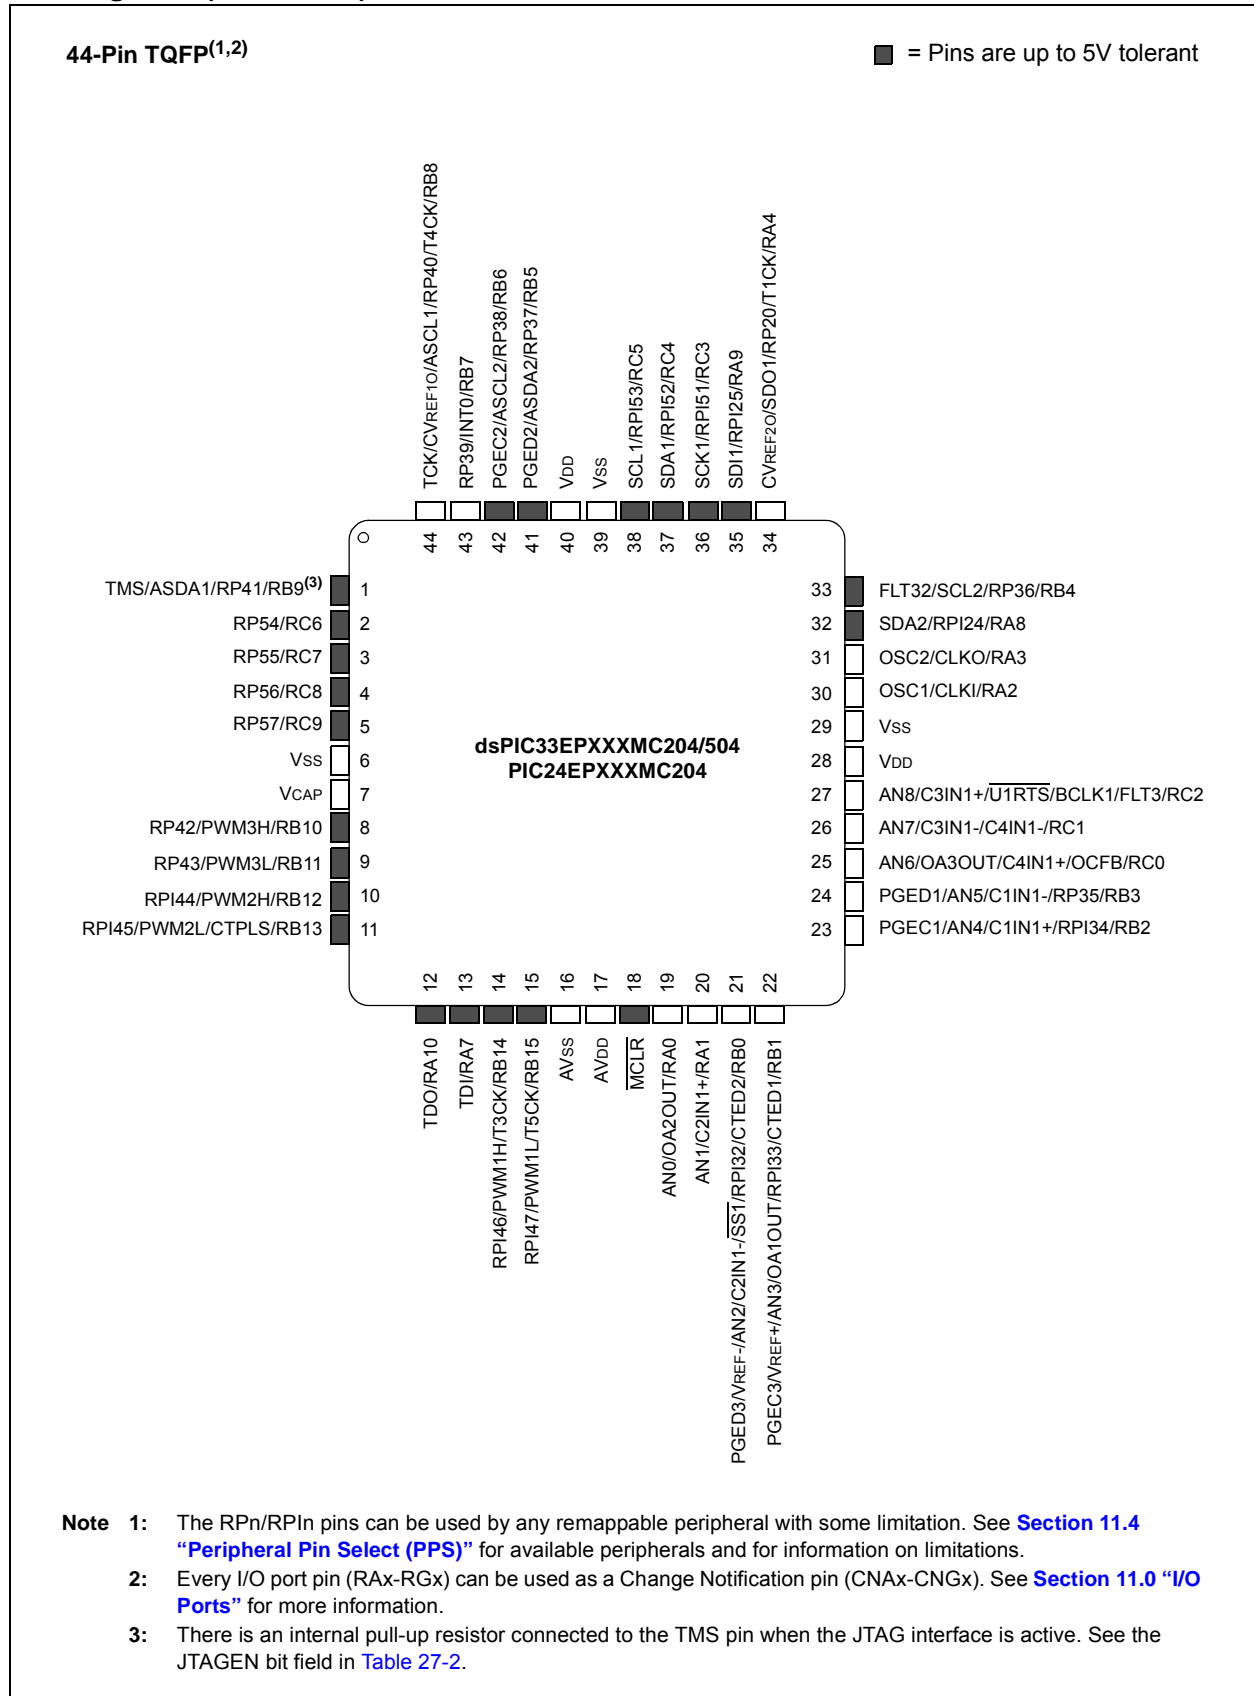 44-Pin TQFP(1,2)
= Pins are up to 5V tolerant
TCK/CVREF1O/ASCL1/RP40/T4CK/RB8
RP39/INT0/RB7
PGEC2/ASCL2/RP38/RB6
PGED2/ASDA2/RP37/RB5
VDD
VSS
SCL1/RPI53/RC5
SDA1/RPI52/RC4
SCK1/RPI51/RC3
SDI1/RPI25/RA9
CVREF2O/SDO1/RP20/T1CK/RA4
44
43
42
41
40
39
38
37
36
35
34
TMS/ASDA1/RP41/RB9(3) 1
RP54/RC6 2
RP55/RC7 3
RP56/RC8 4
RP57/RC9 5
VSS 6
VCAP 7
RP42/PWM3H/RB10 8
RP43/PWM3L/RB11 9
RPI44/PWM2H/RB12 10
RPI45/PWM2L/CTPLS/RB13 11
dsPIC33EPXXXMC204/504
PIC24EPXXXMC204
33 FLT32/SCL2/RP36/RB4
32 SDA2/RPI24/RA8
31 OSC2/CLKO/RA3
30 OSC1/CLKI/RA2
29 VSS
28 VDD
27 AN8/C3IN1+/U1RTS/BCLK1/FLT3/RC2
26 AN7/C3IN1-/C4IN1-/RC1
25 AN6/OA3OUT/C4IN1+/OCFB/RC0
24 PGED1/AN5/C1IN1-/RP35/RB3
23 PGEC1/AN4/C1IN1+/RPI34/RB2
12
13
14
15
16
17
18
19
20
21
22
TDO/RA10
TDI/RA7
RPI46/PWM1H/T3CK/RB14
RPI47/PWM1L/T5CK/RB15
AVSS
AVDD
MCLR
AN0/OA2OUT/RA0
AN1/C2IN1+/RA1
PGED3/VREF-/AN2/C2IN1-/SS1/RPI32/CTED2/RB0
PGEC3/VREF+/AN3/OA1OUT/RPI33/CTED1/RB1
Note 1: The RPn/RPIn pins can be used by any remappable peripheral with some limitation. See Section 11.4
“Peripheral Pin Select (PPS)” for available peripherals and for information on limitations.
2: Every I/O port pin (RAx-RGx) can be used as a Change Notification pin (CNAx-CNGx). See Section 11.0 “I/O
Ports” for more information.
3: There is an internal pull-up resistor connected to the TMS pin when the JTAG interface is active. See the
JTAGEN bit field in Table 27-2.